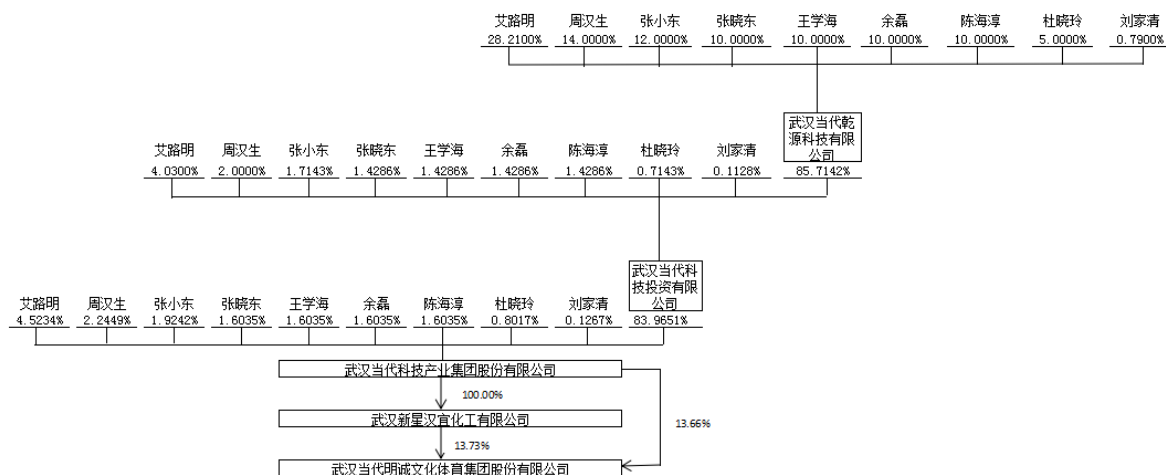 艾路明 周汉生 张小东 张晓东 王学海 余磊 陈海淳 杜晓玲 刘家清
28.2100% 14.0000% 12.0000% 10.0000% 10.0000% 10.0000% 10.0000% 5.0000% 0.7900%
武汉当代乾
源科技有限
公司
艾路明 周汉生 张小东 张晓东 王学海 余磊 陈海淳 杜晓玲 刘家清
4.0300% 2.0000% 1.7143% 1.4286% 1.4286% 1.4286% 1.4286% 0.7143% 0.1128% 85.7142%
武汉当代科
技投资有限
公司
艾路明 周汉生 张小东 张晓东 王学海 余磊 陈海淳 杜晓玲 刘家清
4.5234% 2.2449% 1.9242% 1.6035% 1.6035% 1.6035% 1.6035% 0.8017% 0.1267% 83.9651%
武汉当代科技产业集团股份有限公司
100.00%
武汉新星汉宜化工有限公司
13.66%
13.73%
武汉当代明诚文化体育集团股份有限公司